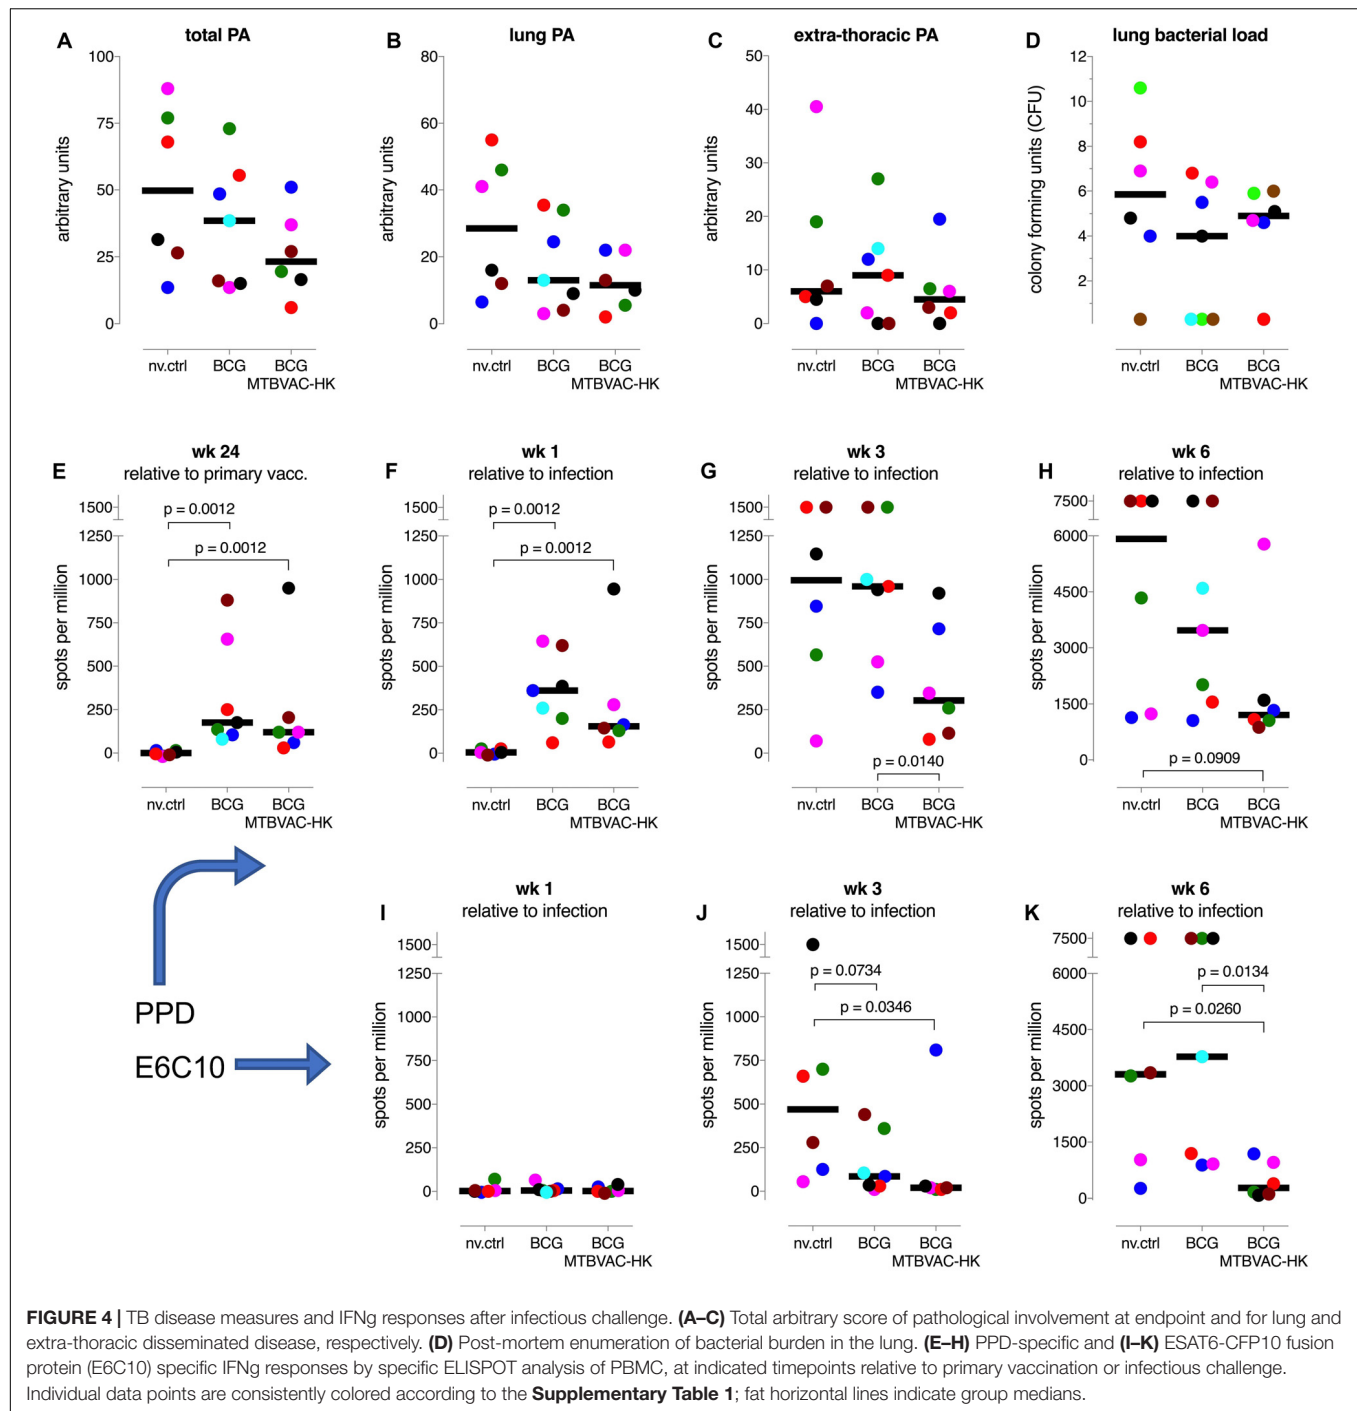 A total PA
B lung PA
C extra-thoracic PA
D lung bacterial load
arbitrary units
100
75
50
25
0
nv.ctrl BCG BCG
MTBVAC-HK
arbitrary units
80
60
40
20
0
nv.ctrl BCG BCG
MTBVAC-HK
arbitrary units
50
40
30
20
10
0
nv.ctrl BCG BCG
MTBVAC-HK
colony forming units (CFU)
12
10
8
6
4
2
nv.ctrl BCG BCG
MTBVAC-HK
E wk 24
relative to primary vacc.
spots per million
1500
1250
1000
750
500
250
0
p = 0.0012
p = 0.0012
nv.ctrl BCG BCG
MTBVAC-HK
F wk 1
relative to infection
spots per million
1500
1250
1000
750
500
250
0
p = 0.0012
p = 0.0012
nv.ctrl BCG BCG
MTBVAC-HK
G wk 3
relative to infection
spots per million
1500
1250
1000
750
500
250
0
p = 0.0140
nv.ctrl BCG BCG
MTBVAC-HK
H wk 6
relative to infection
spots per million
7500
6000
4500
3000
1500
0
p = 0.0909
nv.ctrl BCG BCG
MTBVAC-HK
PPD
E6C10
I wk 1
relative to infection
spots per million
1500
1250
1000
750
500
250
0
nv.ctrl BCG BCG
MTBVAC-HK
J wk 3
relative to infection
spots per million
1500
1250
1000
750
500
250
0
p = 0.0734
p = 0.0346
nv.ctrl BCG BCG
MTBVAC-HK
K wk 6
relative to infection
spots per million
7500
6000
4500
3000
1500
0
p = 0.0134
p = 0.0260
nv.ctrl BCG BCG
MTBVAC-HK
FIGURE 4 | TB disease measures and IFNg responses after infectious challenge. (A–C) Total arbitrary score of pathological involvement at endpoint and for lung and
extra-thoracic disseminated disease, respectively. (D) Post-mortem enumeration of bacterial burden in the lung. (E–H) PPD-specific and (I–K) ESAT6-CFP10 fusion
protein (E6C10) specific IFNg responses by specific ELISPOT analysis of PBMC, at indicated timepoints relative to primary vaccination or infectious challenge.
Individual data points are consistently colored according to the Supplementary Table 1; fat horizontal lines indicate group medians.